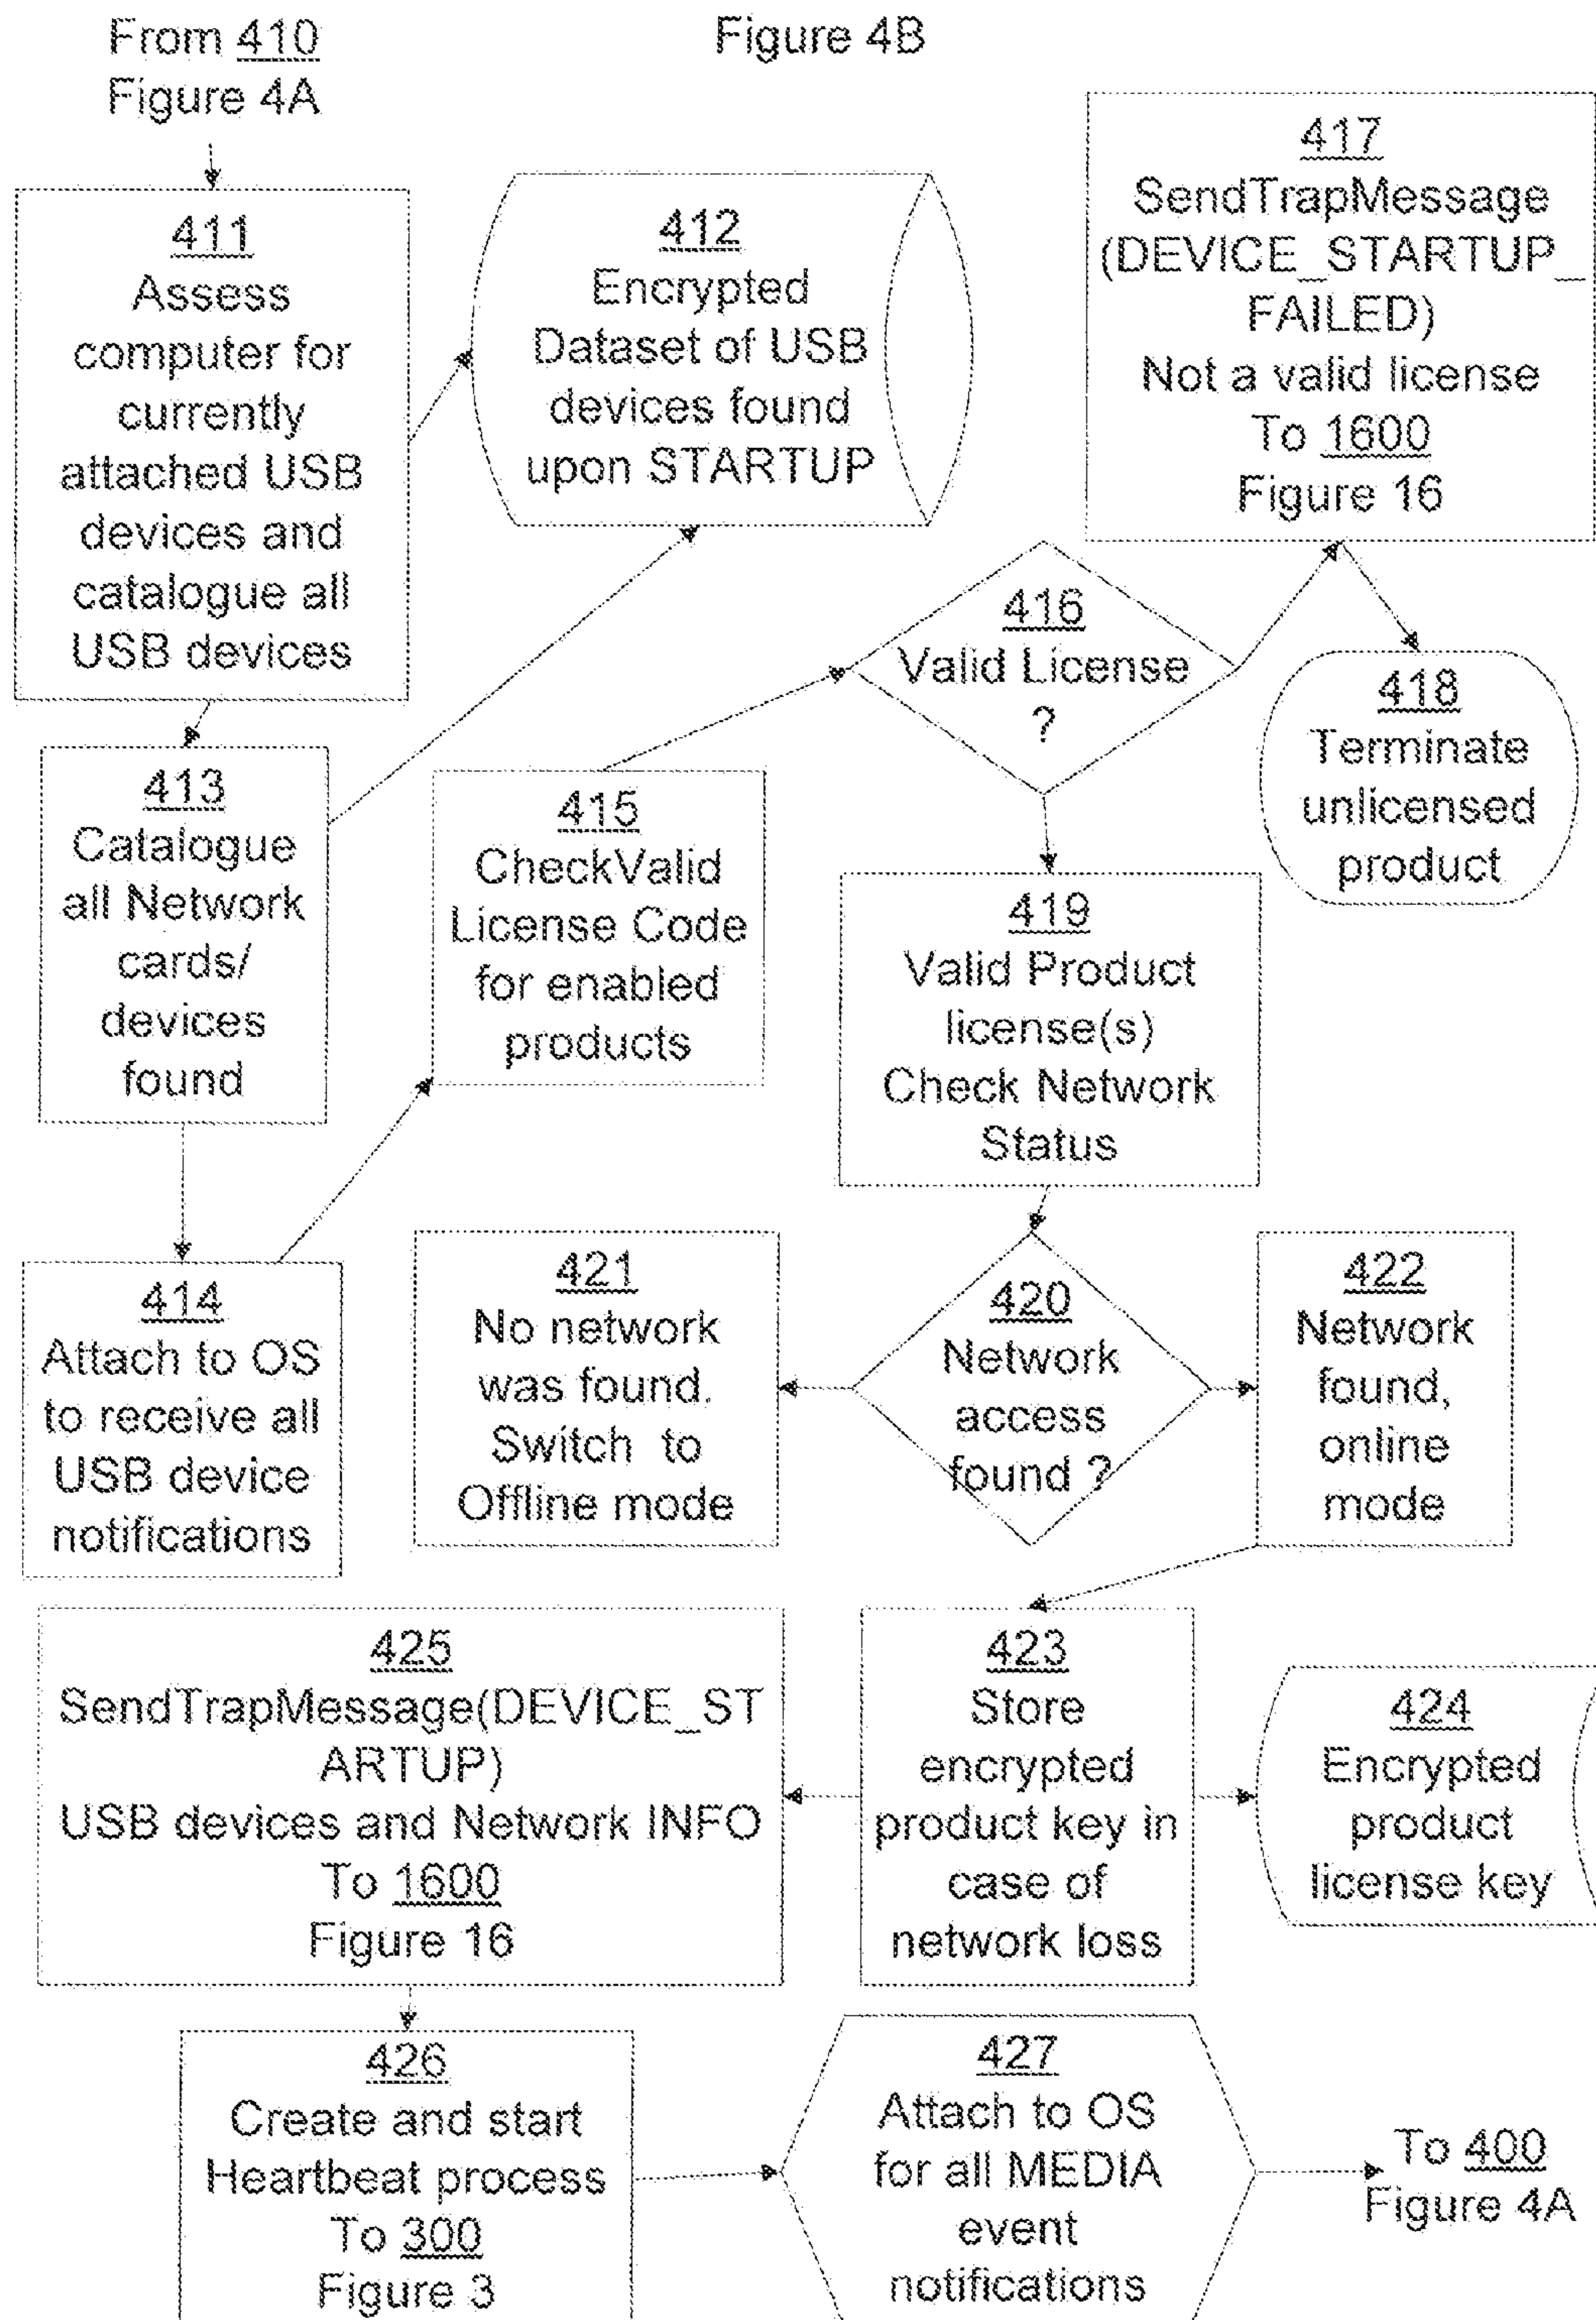 From 410
Figure 4A
Figure 4B
411
Assess
computer for
currently
attached USB
devices and
catalogue all
USB devices
412
Encrypted
Dataset of USB
devices found
upon STARTUP
417
SendTrapMessage
(DEVICE_STARTUP_
FAILED)
Not a valid license
To 1600
Figure 16
416
Valid License
?
418
Terminate
unlicensed
product
413
Catalogue
all Network
cards/
devices
found
415
CheckValid
License Code
for enabled
products
419
Valid Product
license(s)
Check Network
Status
414
Attach to OS
to receive all
USB device
notifications
421
No network
was found.
Switch to
Offline mode
420
Network
access
found ?
422
Network
found,
online
mode
425
SendTrapMessage(DEVICE_ST
ARTUP)
USB devices and Network INFO
To 1600
Figure 16
423
Store
encrypted
product key in
case of
network loss
424
Encrypted
product
license key
426
Create and start
Heartbeat process
To 300
Figure 3
427
Attach to OS
for all MEDIA
event
notifications
To 400
Figure 4A